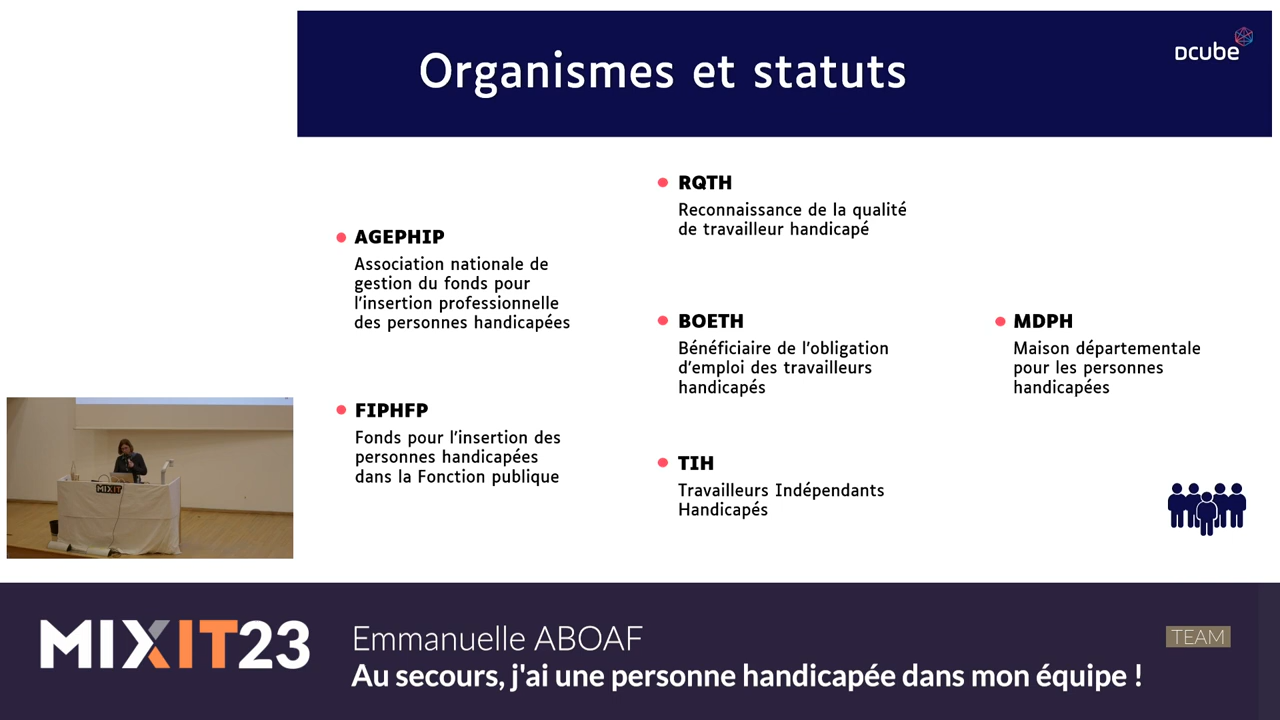 Organismes et statuts
Dcube
AGEPHIP
Association nationale de
gestion du fonds pour
l'insertion professionnelle
des personnes handicapées
FIPHFP
Fonds pour l'insertion des
personnes handicapées
dans la Fonction publique
RQTH
Reconnaissance de la qualité
de travailleur handicapé
BOETH
Bénéficiaire de l'obligation
d'emploi des travailleurs
handicapés
TIH
Travailleurs Indépendants
Handicapés
MDPH
Maison départementale
pour les personnes
handicapées
MIXIT
MIXIT23
Emmanuelle ABOAF
TEAM
Au secours, j'ai une personne handicapée dans mon équipe !